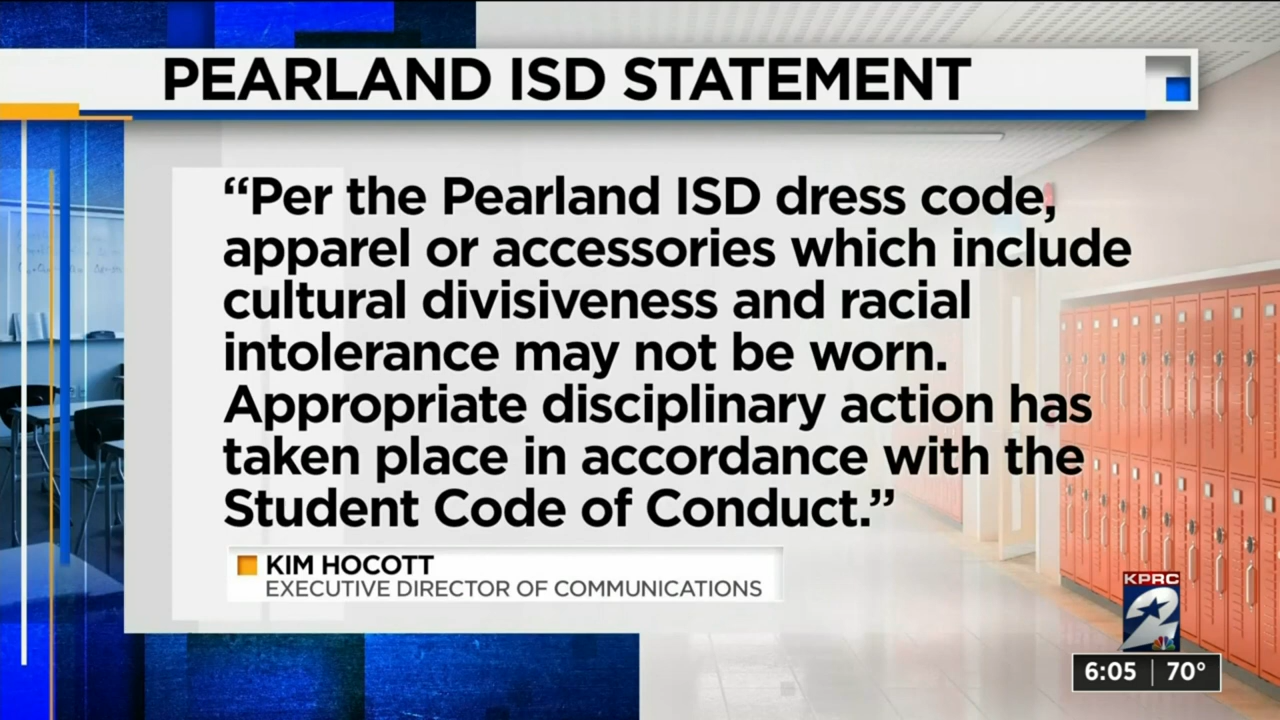 PEARLAND ISD STATEMENT
“Per the Pearland ISD dress code,
apparel or accessories which include
cultural divisiveness and racial
intolerance may not be worn.
Appropriate disciplinary action has
taken place in accordance with the
Student Code of Conduct.”
KIM HOCOTT
EXECUTIVE DIRECTOR OF COMMUNICATIONS
KPRC
2
6:05 70°